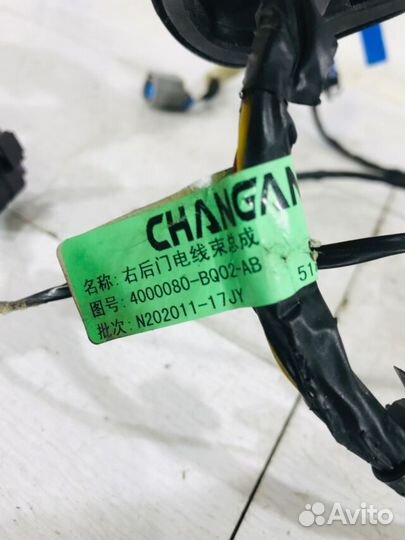 CHANGAN
名称: 右后门电线束总成
图号: 4000080-BQ02-AB
批次: N202011-17JY
51
Avito